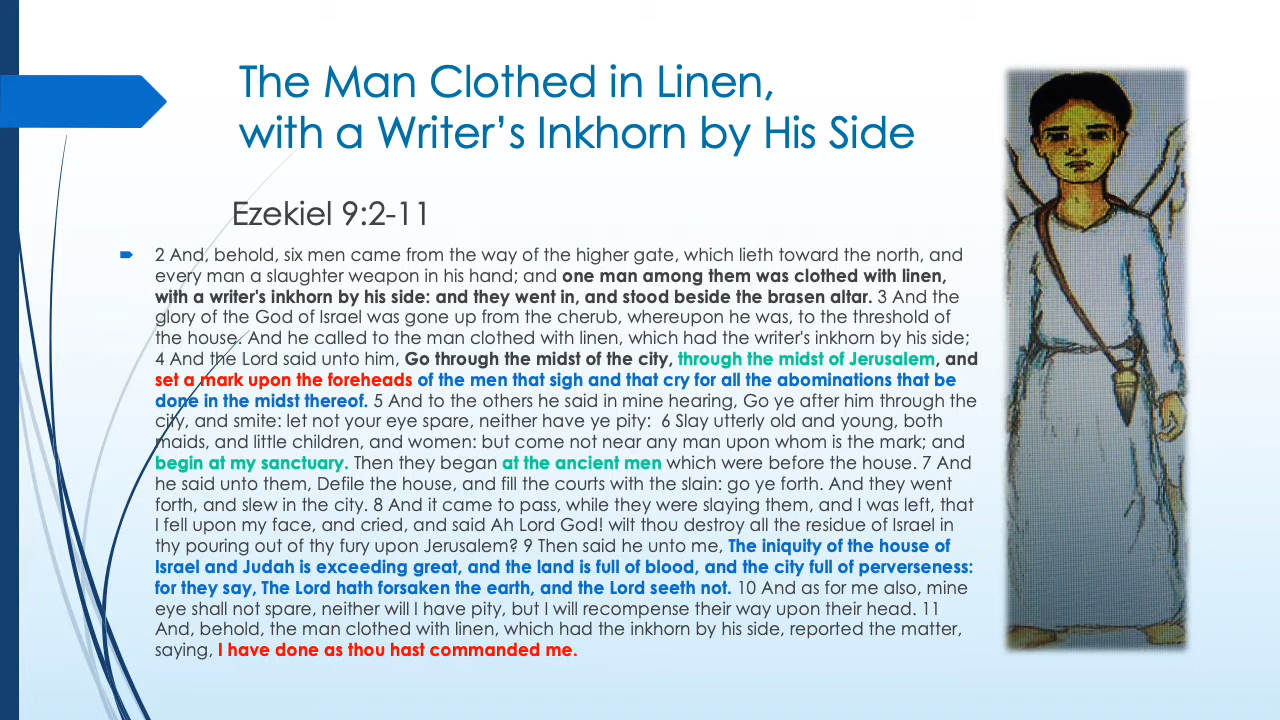 The Man Clothed in Linen,
with a Writer's Inkhorn by His Side
Ezekiel 9:2-11
2 And, behold, six men came from the way of the higher gate, which lieth toward the north, and
every man a slaughter weapon in his hand; and one man among them was clothed with linen,
with a writer's inkhorn by his side: and they went in, and stood beside the brasen altar. 3 And the
glory of the God of Israel was gone up from the cherub, whereupon he was, to the threshold of
the house. And he called to the man clothed with linen, which had the writer's inkhorn by his side;
4 And the Lord said unto him, Go through the midst of the city, through the midst of Jerusalem, and
set a mark upon the foreheads of the men that sigh and that cry for all the abominations that be
done in the midst thereof. 5 And to the others he said in mine hearing, Go ye after him through the
city, and smite: let not your eye spare, neither have ye pity: 6 Slay utterly old and young, both
maids, and little children, and women: but come not near any man upon whom is the mark; and
begin at my sanctuary. Then they began at the ancient men which were before the house. 7 And
he said unto them, Defile the house, and fill the courts with the slain: go ye forth. And they went
forth, and slew in the city. 8 And it came to pass, while they were slaying them, and I was left, that
I fell upon my face, and cried, and said Ah Lord God! wilt thou destroy all the residue of Israel in
thy pouring out of thy fury upon Jerusalem? 9 Then said he unto me, The iniquity of the house of
Israel and Judah is exceeding great, and the land is full of blood, and the city full of perverseness:
for they say, The Lord hath forsaken the earth, and the Lord seeth not. 10 And as for me also, mine
eye shall not spare, neither will I have pity, but I will recompense their way upon their head. 11
And, behold, the man clothed with linen, which had the inkhorn by his side, reported the matter,
saying, I have done as thou hast commanded me.